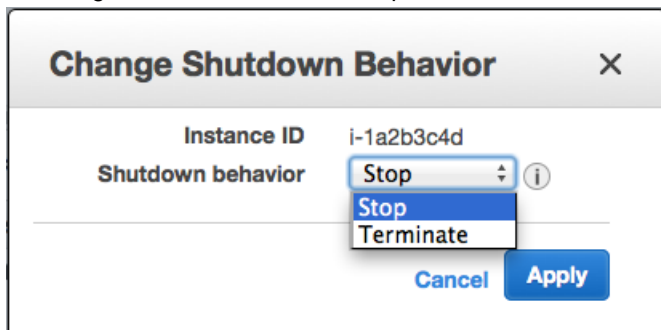 Change Shutdown Behavior
Instance ID i-1a2b3c4d
Shutdown behavior Stop
Stop
Terminate
Cancel Apply